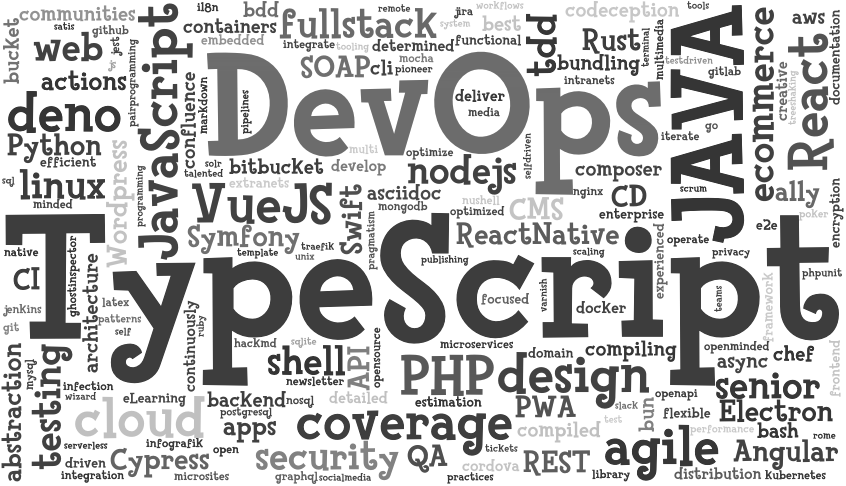 communities
il8n
bdd
remote
workflows
codeception
tools
satis
github
containers
fullstack
jira
system
best
aws
bucket
web
jest
js
embedded
integrate
tooling
determined
functional
tdd
Rust
terminal
multimedia
JAVA
ecommerce
creative
React
documentation
actions
pairprogramming
JavaScript
SOAP
cli
mocha
pioneer
bundling
testdriven
gitlab
treeshaking
deno
confluence
markdown
pipelines
DevOps
deliver
media
intranets
Python
efficient
multi
optimize
selfdriven
iterate
go
sql
linux
minded
Wordpress
programming
solr
talented
bitbucket
develop
nodejs
composer
ally
extranets
VueJS
Swift
asciidoc
mongodb
nushell
optimized
CMS
nginx
CD
enterprise
scrum
poker
encryption
e2e
native
TypeScript
Symfony
template
traefik
unix
pragmatism
publishing
ReactNative
scaling
experienced
operate
privacy
CI
ghostinspector
architecture
phpunit
jenkins
git
latex
patterns
self
continuously
ruby
focused
varnish
docker
teams
framework
hackmd
sqlite
API
opensource
microservices
domain
compiling
openminded
async
chef
frontend
abstraction
mysql
testing
infection
wizard
shell
newsletter
PHP
design
senior
eLearning
backend
nosql
detailed
estimation
PWA
slack
bun
openapi
flexible
Electron
cloud
postgresql
apps
coverage
compiled
test
performance
bash
rome
serverless
infografik
open
agile
Angular
driven
integration
Cypress
microsites
security
graphql
socialmedia
QA
cordova
tickets
practices
REST
library
distribution
Kubernetes